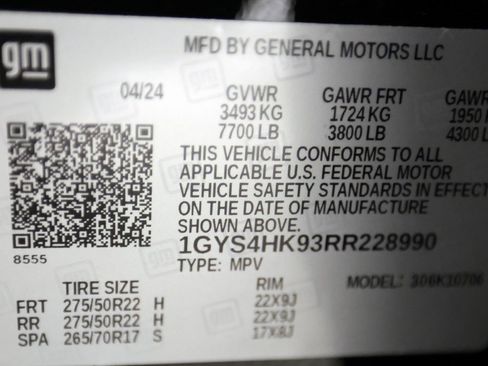 gm
MFD BY GENERAL MOTORS LLC
04/24 GVWR GAWR FRT GAWR
3493 KG 1724 KG 1950
7700 LB 3800 LB 4300
THIS VEHICLE CONFORMS TO ALL
APPLICABLE U.S. FEDERAL MOTOR
VEHICLE SAFETY STANDARDS IN EFFECT
ON THE DATE OF MANUFACTURE
SHOWN ABOVE.
1GYS4HK93RR228990
8555
TYPE: MPV MODEL:
TIRE SIZE RIM
FRT 275/50R22 H 22X9J
RR 275/50R22 H 22X9J
SPA 265/70R17 S 17X8J